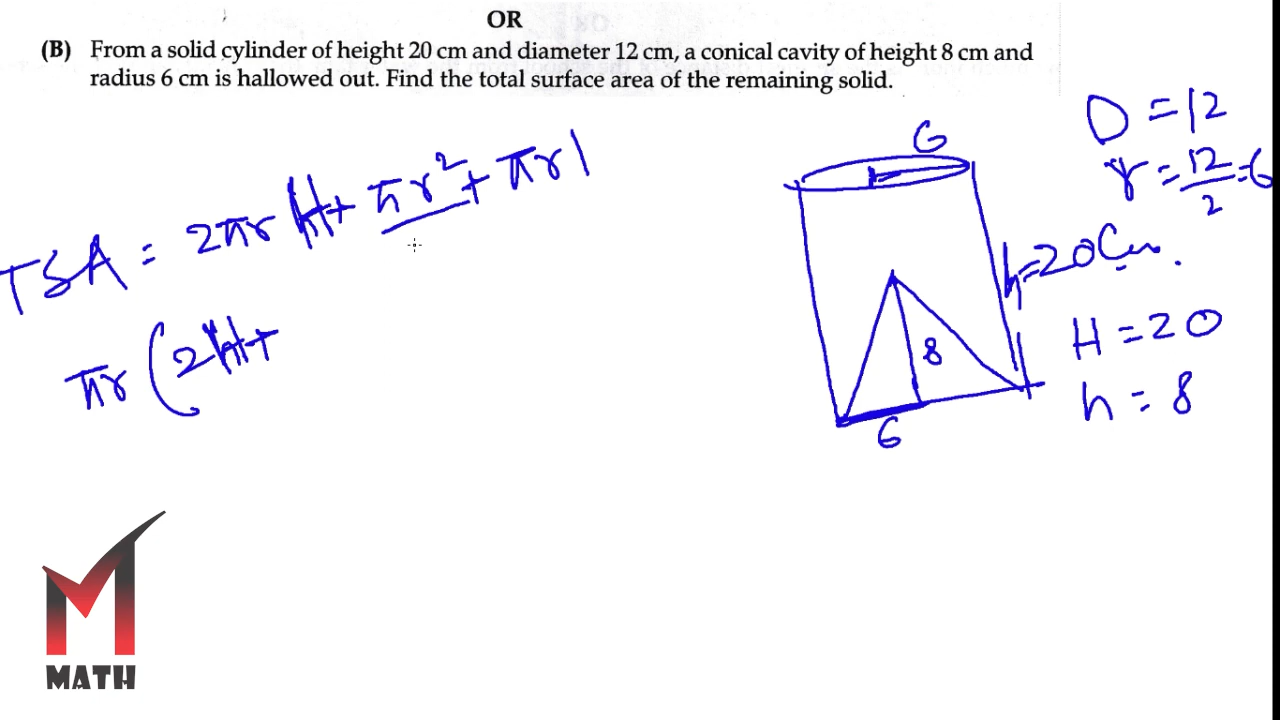 OR
(B) From a solid cylinder of height 20 cm and diameter 12 cm, a conical cavity of height 8 cm and
radius 6 cm is hallowed out. Find the total surface area of the remaining solid.
TSA = 2πr H + πr² + πrl
πr (2H +
6
8
6
D = 12
r = 12/2 = 6
h = 20 Cm.
H = 20
h = 8
MATH